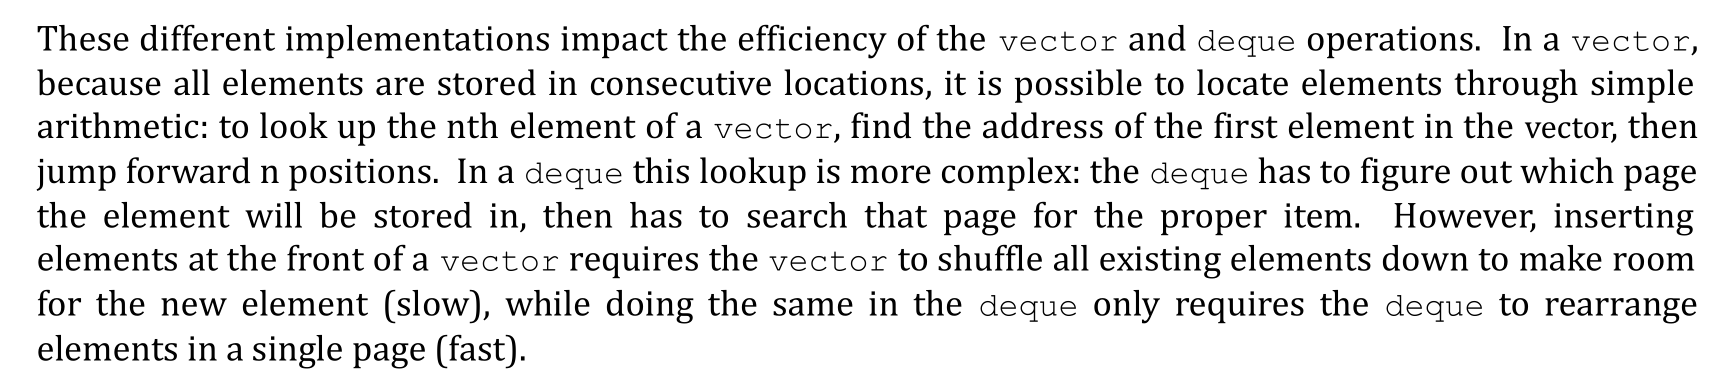 These different implementations impact the efficiency of the vector and deque operations. In a vector,
because all elements are stored in consecutive locations, it is possible to locate elements through simple
arithmetic: to look up the nth element of a vector, find the address of the first element in the vector, then
jump forward n positions. In a deque this lookup is more complex: the deque has to figure out which page
the element will be stored in, then has to search that page for the proper item. However, inserting
elements at the front of a vector requires the vector to shuffle all existing elements down to make room
for the new element (slow), while doing the same in the deque only requires the deque to rearrange
elements in a single page (fast).